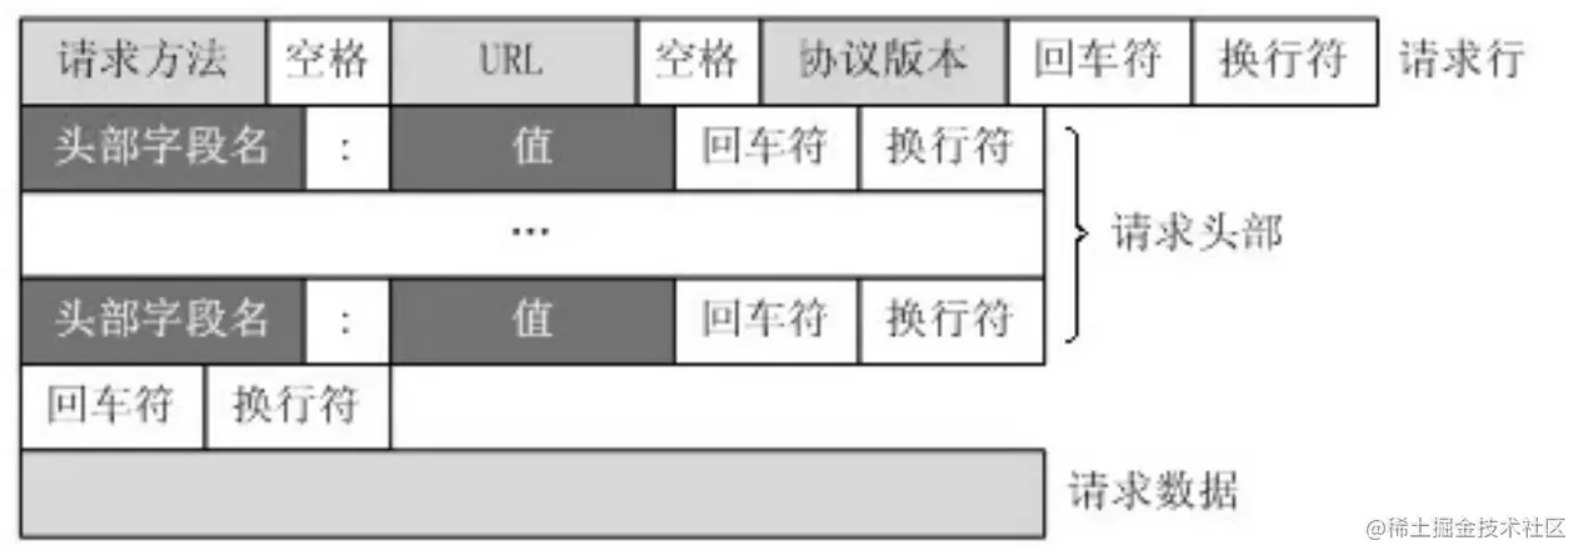 请求方法 空格 URL 空格 协议版本 回车符 换行符 请求行
头部字段名 : 值 回车符 换行符
...
请求头部
头部字段名 : 值 回车符 换行符
回车符 换行符
请求数据
@稀土掘金技术社区